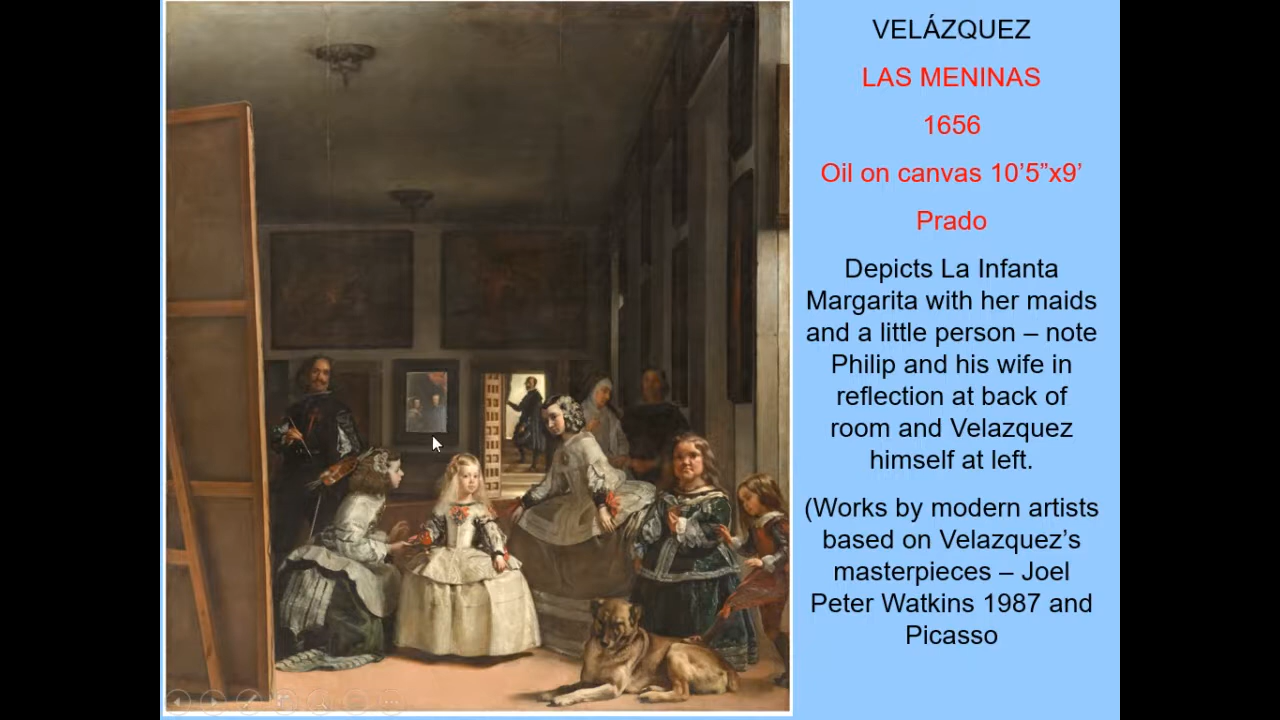 VELÁZQUEZ
LAS MENINAS
1656
Oil on canvas 10’5”x9’
Prado
Depicts La Infanta
Margarita with her maids
and a little person – note
Philip and his wife in
reflection at back of
room and Velazquez
himself at left.
(Works by modern artists
based on Velazquez’s
masterpieces – Joel
Peter Watkins 1987 and
Picasso